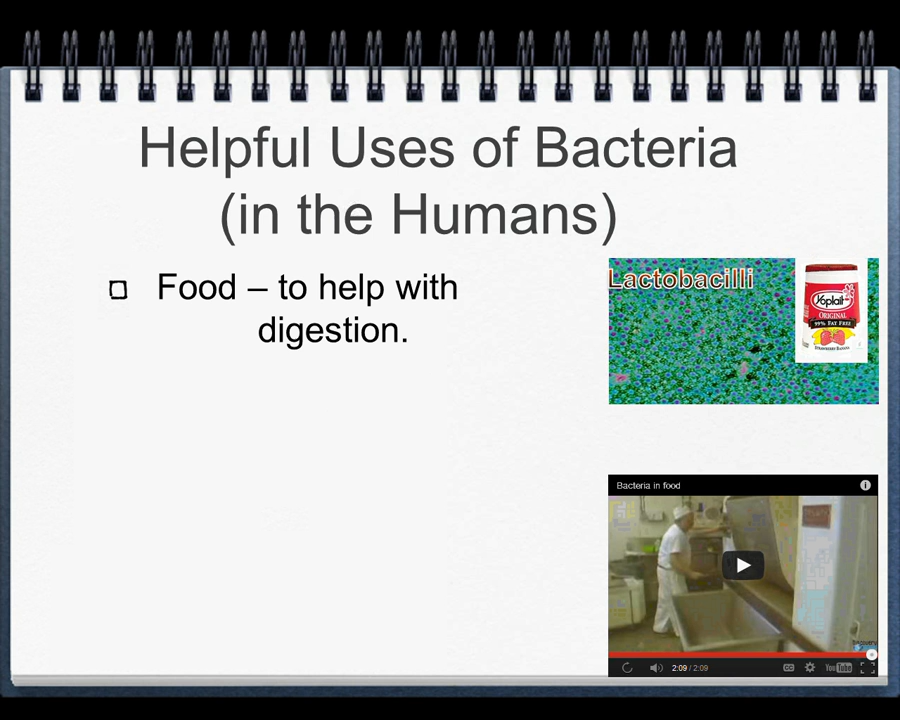 Helpful Uses of Bacteria
(in the Humans)
Food – to help with
digestion.
Lactobacilli
Yoplait
ORIGINAL
99% FAT FREE
Bacteria in food
2:09 / 2:09
CC
YouTube